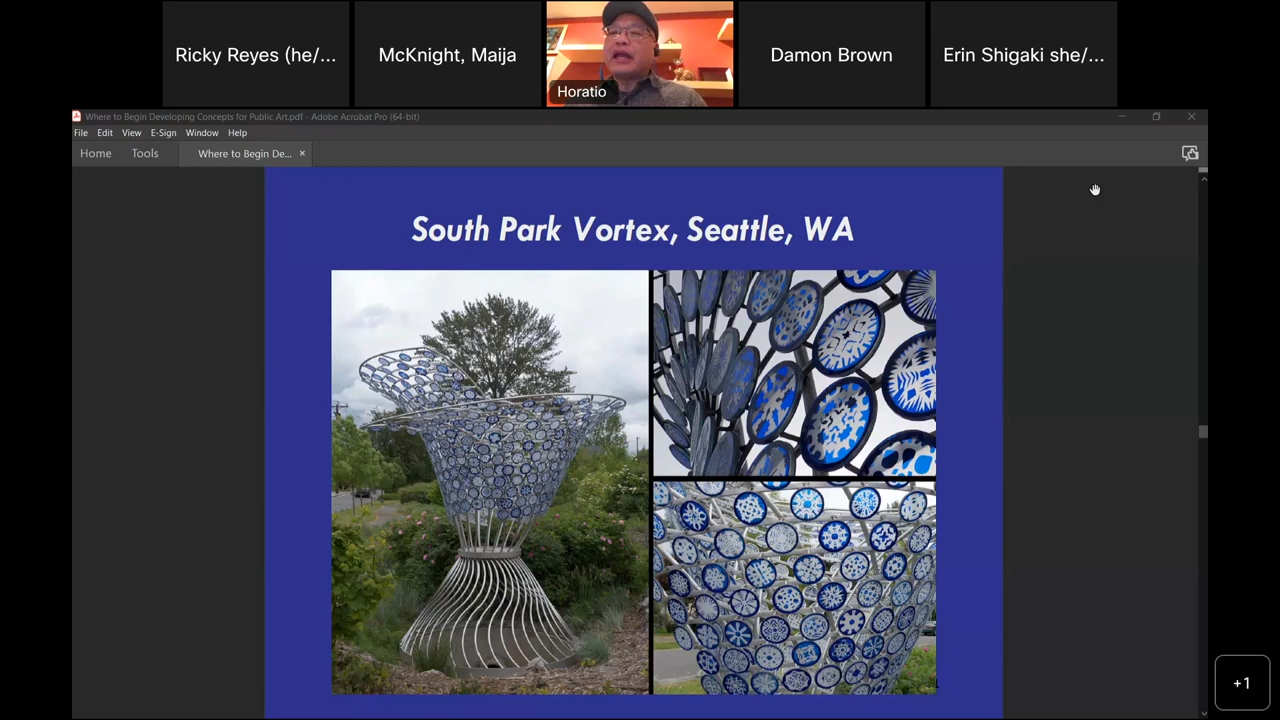 Ricky Reyes (he/...
McKnight, Maija
Horatio
Damon Brown
Erin Shigaki she/...
Where to Begin Developing Concepts for Public Art.pdf - Adobe Acrobat Pro (64-bit)
File Edit View E-Sign Window Help
Home Tools Where to Begin De... ×
South Park Vortex, Seattle, WA
+1